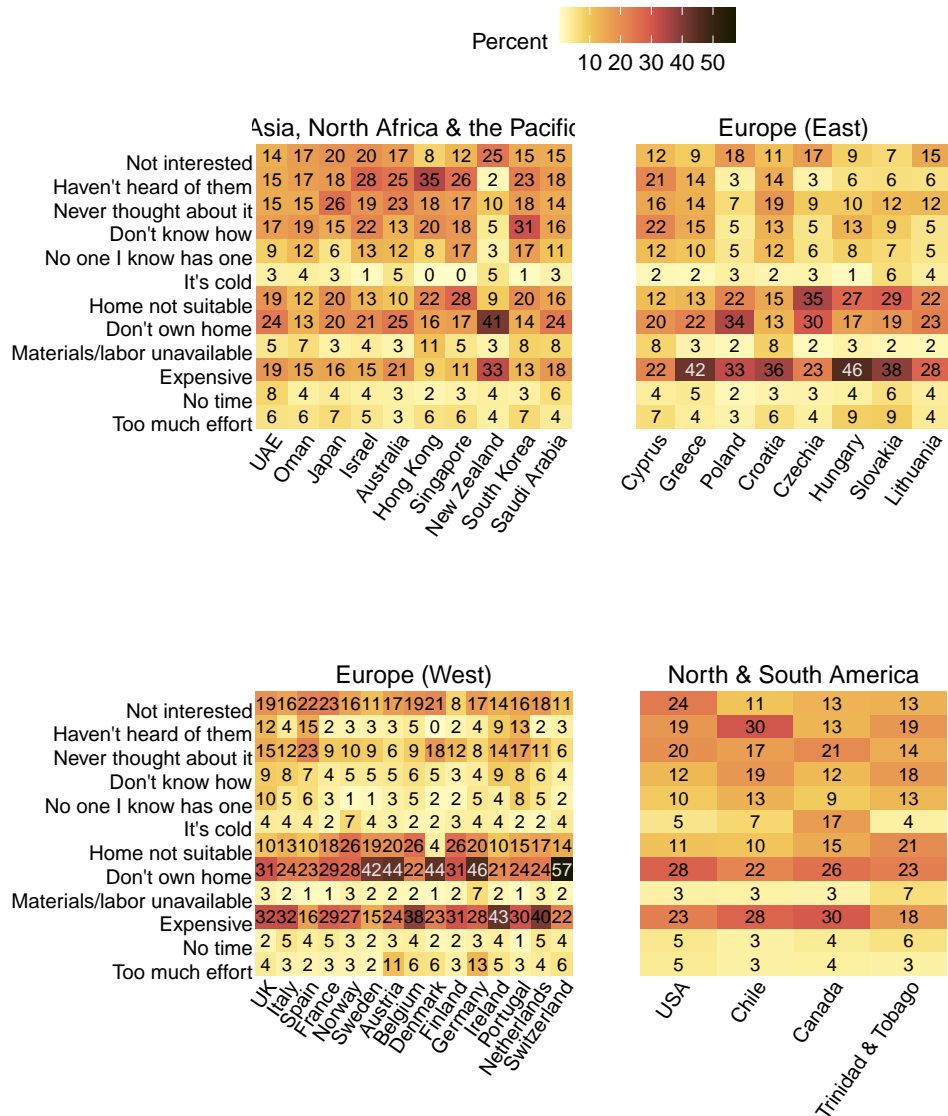 Percent
10 20 30 40 50
Asia, North Africa & the Pacific
Not interested 14 17 20 20 17 8 12 25 15 15
Haven't heard of them 15 17 18 28 25 35 26 2 23 18
Never thought about it 15 15 26 19 23 18 17 10 18 14
Don't know how 17 19 15 22 13 20 18 5 31 16
No one I know has one 9 12 6 13 12 8 17 3 17 11
It's cold 3 4 3 1 5 0 0 5 1 3
Home not suitable 19 12 20 13 10 22 28 9 20 16
Don't own home 24 13 20 21 25 16 17 41 14 24
Materials/labor unavailable 5 7 3 4 3 11 5 3 8 8
Expensive 19 15 16 15 21 9 11 33 13 18
No time 8 4 4 4 3 2 3 4 3 6
Too much effort 6 6 7 5 3 6 6 4 7 4
UAE Oman Japan Israel Australia Hong Kong Singapore New Zealand South Korea Saudi Arabia
Europe (East)
12 9 18 11 17 9 7 15
21 14 3 14 3 6 6 6
16 14 7 19 9 10 12 12
22 15 5 13 5 13 9 5
12 10 5 12 6 8 7 5
2 2 3 2 3 1 6 4
12 13 22 15 35 27 29 22
20 22 34 13 30 17 19 23
8 3 2 8 2 3 2 2
22 42 33 36 23 46 38 28
4 5 2 3 3 4 6 4
7 4 3 6 4 9 9 4
Cyprus Greece Poland Croatia Czechia Hungary Slovakia Lithuania
Europe (West)
Not interested 19 16 22 23 16 11 17 19 21 8 17 14 16 18 11
Haven't heard of them 12 4 15 2 3 3 3 5 0 2 4 9 13 2 3
Never thought about it 15 12 23 9 10 9 6 9 18 12 8 14 17 11 6
Don't know how 9 8 7 4 5 5 5 6 5 3 4 9 8 6 4
No one I know has one 10 5 6 3 1 1 3 5 2 2 5 4 8 5 2
It's cold 4 4 4 2 7 4 3 2 2 3 4 4 2 2 4
Home not suitable 10 13 10 18 26 19 20 26 4 26 20 10 15 17 14
Don't own home 31 24 23 29 28 42 44 22 44 31 46 21 24 24 57
Materials/labor unavailable 3 2 1 1 3 2 2 2 1 2 7 2 1 3 2
Expensive 32 32 16 29 27 15 24 38 23 31 28 43 30 40 22
No time 2 5 4 5 3 2 3 4 2 2 3 4 1 5 4
Too much effort 4 3 2 3 3 2 11 6 6 3 13 5 3 4 6
UK Italy Spain France Norway Sweden Austria Belgium Denmark Finland Germany Ireland Portugal Netherlands Switzerland
North & South America
24 11 13 13
19 30 13 19
20 17 21 14
12 19 12 18
10 13 9 13
5 7 17 4
11 10 15 21
28 22 26 23
3 3 3 7
23 28 30 18
5 3 4 6
5 3 4 3
USA Chile Canada Trinidad & Tobago